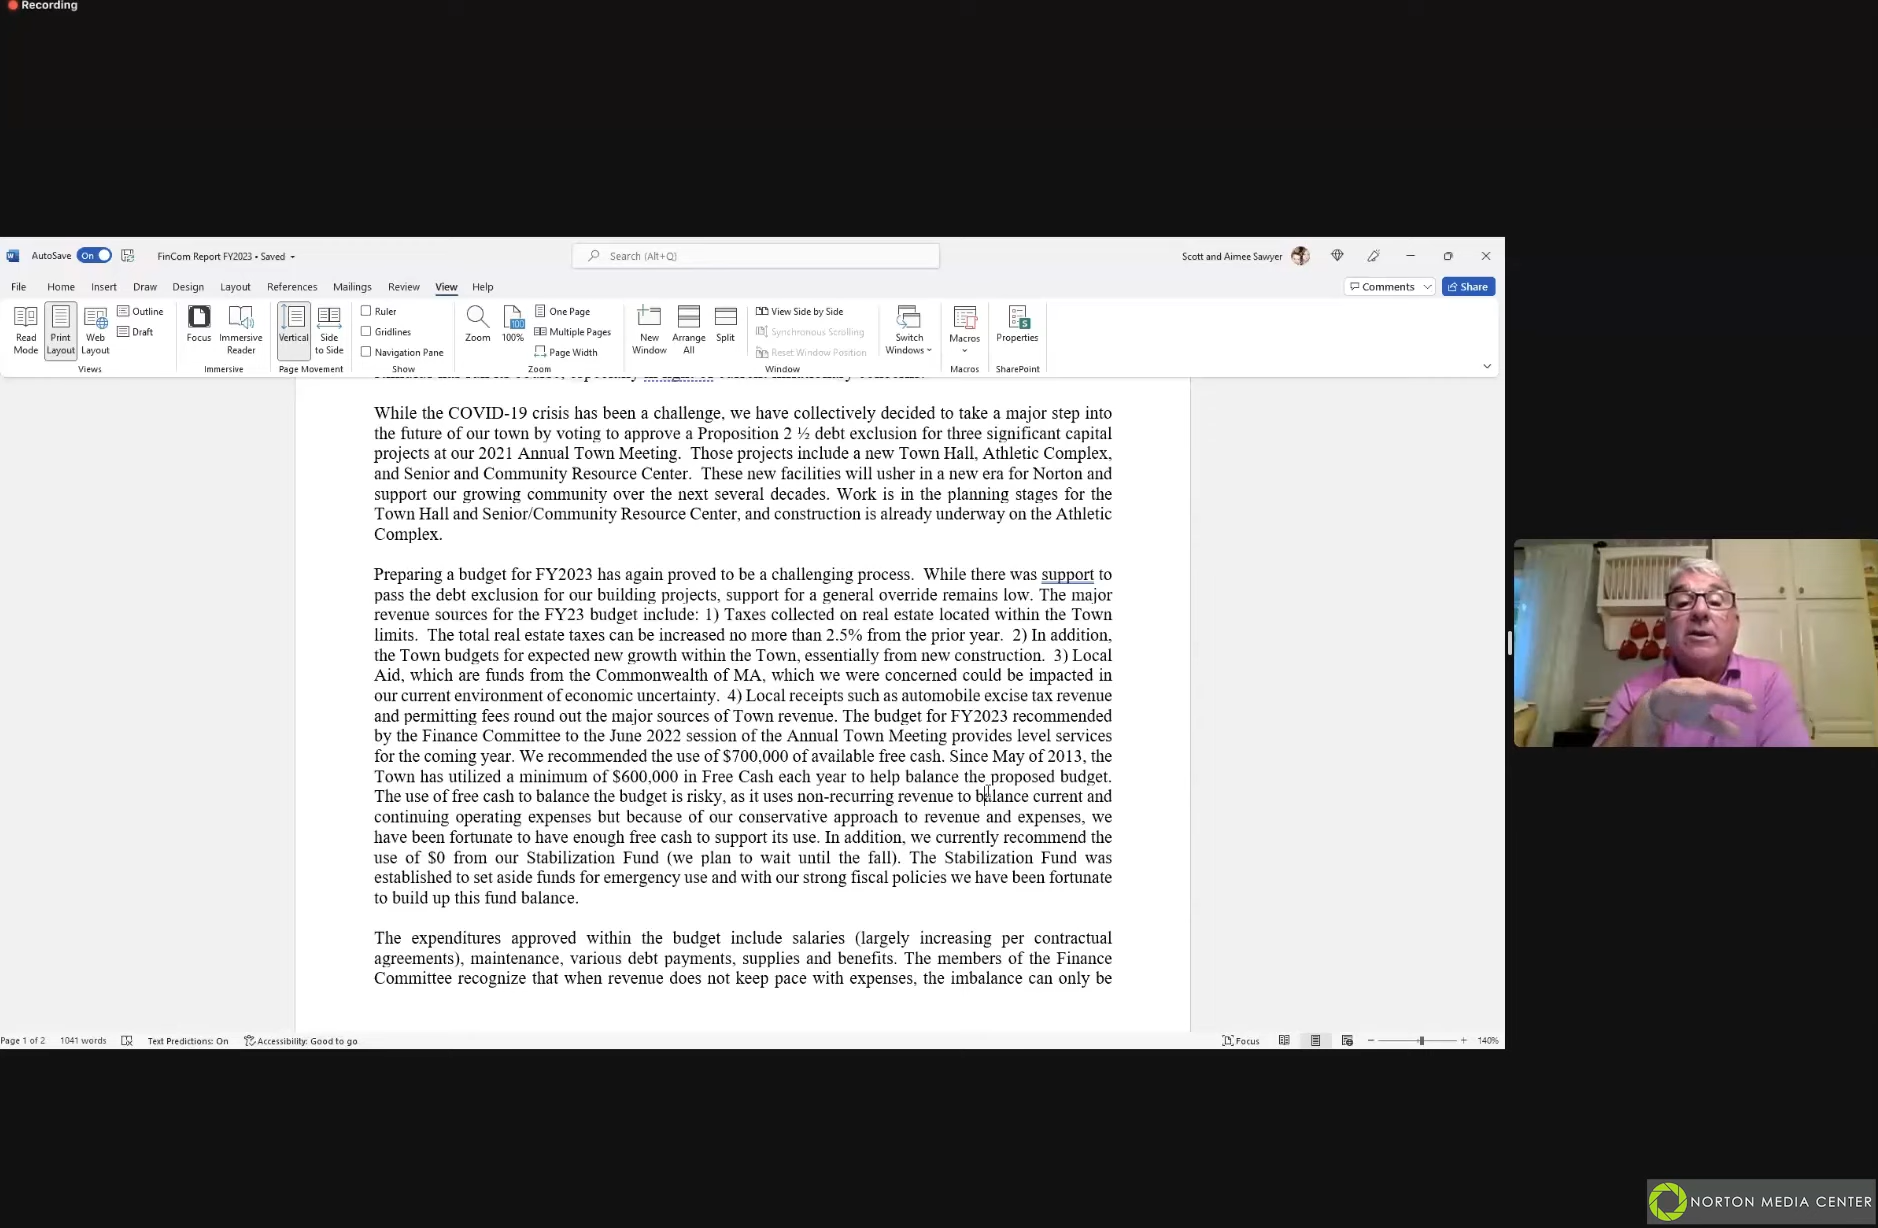 Recording
AutoSave On FinCom Report FY2023 • Saved Search (Alt+Q) Scott and Aimee Sawyer
File Home Insert Draw Design Layout References Mailings Review View Help Comments Share
Read Mode Print Layout Web Layout Outline Draft Focus Immersive Reader Vertical Side to Side Ruler Gridlines Navigation Pane Zoom 100% One Page Multiple Pages Page Width New Window Arrange All Split View Side by Side Synchronous Scrolling Reset Window Position Switch Windows Macros Properties
Views Immersive Page Movement Show Zoom Window Macros SharePoint
While the COVID-19 crisis has been a challenge, we have collectively decided to take a major step into
the future of our town by voting to approve a Proposition 2 ½ debt exclusion for three significant capital
projects at our 2021 Annual Town Meeting. Those projects include a new Town Hall, Athletic Complex,
and Senior and Community Resource Center. These new facilities will usher in a new era for Norton and
support our growing community over the next several decades. Work is in the planning stages for the
Town Hall and Senior/Community Resource Center, and construction is already underway on the Athletic
Complex.
Preparing a budget for FY2023 has again proved to be a challenging process. While there was support to
pass the debt exclusion for our building projects, support for a general override remains low. The major
revenue sources for the FY23 budget include: 1) Taxes collected on real estate located within the Town
limits. The total real estate taxes can be increased no more than 2.5% from the prior year. 2) In addition,
the Town budgets for expected new growth within the Town, essentially from new construction. 3) Local
Aid, which are funds from the Commonwealth of MA, which we were concerned could be impacted in
our current environment of economic uncertainty. 4) Local receipts such as automobile excise tax revenue
and permitting fees round out the major sources of Town revenue. The budget for FY2023 recommended
by the Finance Committee to the June 2022 session of the Annual Town Meeting provides level services
for the coming year. We recommended the use of $700,000 of available free cash. Since May of 2013, the
Town has utilized a minimum of $600,000 in Free Cash each year to help balance the proposed budget.
The use of free cash to balance the budget is risky, as it uses non-recurring revenue to balance current and
continuing operating expenses but because of our conservative approach to revenue and expenses, we
have been fortunate to have enough free cash to support its use. In addition, we currently recommend the
use of $0 from our Stabilization Fund (we plan to wait until the fall). The Stabilization Fund was
established to set aside funds for emergency use and with our strong fiscal policies we have been fortunate
to build up this fund balance.
The expenditures approved within the budget include salaries (largely increasing per contractual
agreements), maintenance, various debt payments, supplies and benefits. The members of the Finance
Committee recognize that when revenue does not keep pace with expenses, the imbalance can only be
Page 1 of 2 1041 words Text Predictions: On Accessibility: Good to go Focus 140%
NORTON MEDIA CENTER